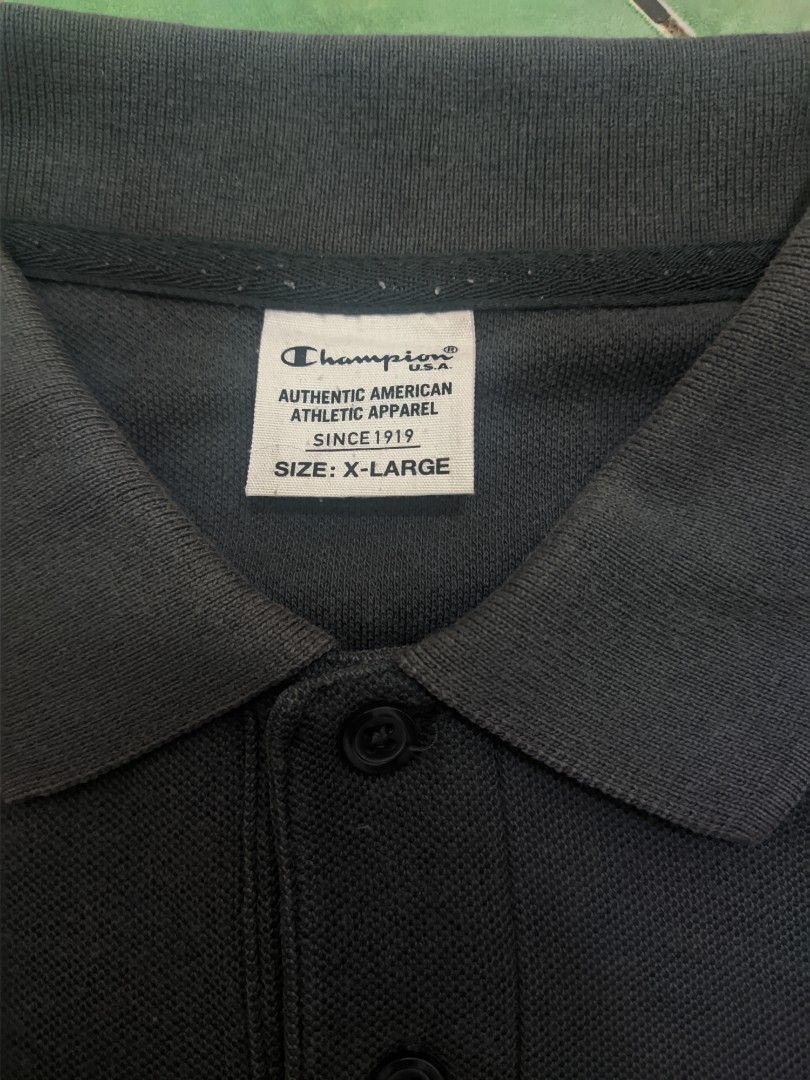 Champion®
U.S.A.
AUTHENTIC AMERICAN
ATHLETIC APPAREL
SINCE 1919
SIZE: X-LARGE